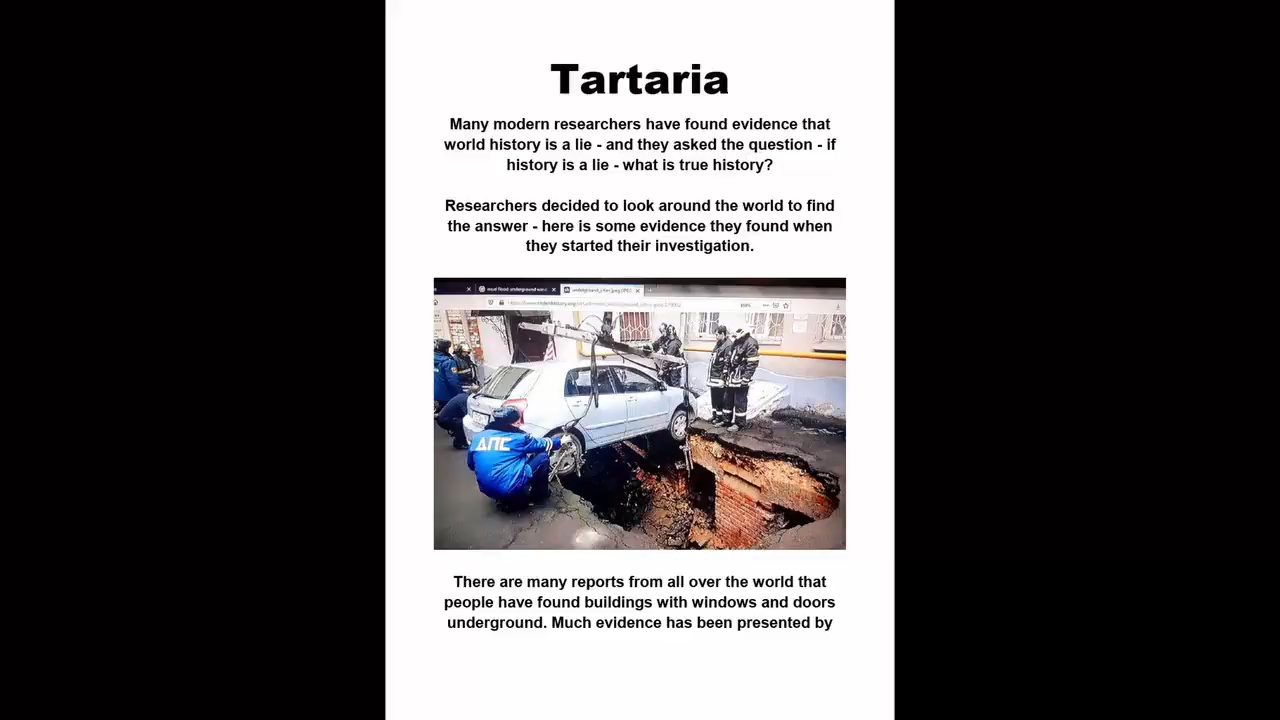 Tartaria
Many modern researchers have found evidence that
world history is a lie - and they asked the question - if
history is a lie - what is true history?
Researchers decided to look around the world to find
the answer - here is some evidence they found when
they started their investigation.
ДПС
There are many reports from all over the world that
people have found buildings with windows and doors
underground. Much evidence has been presented by